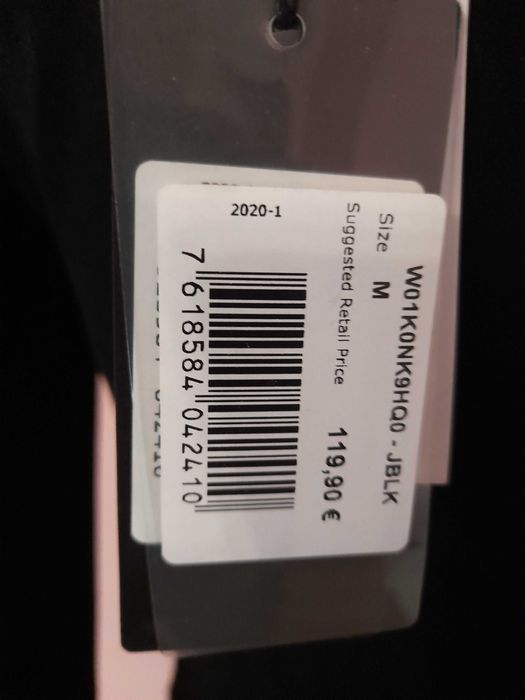 W01K0NK9HQ0 - JBLK
Size M
Suggested Retail Price 119,90 €
2020-1
7 618584 042410